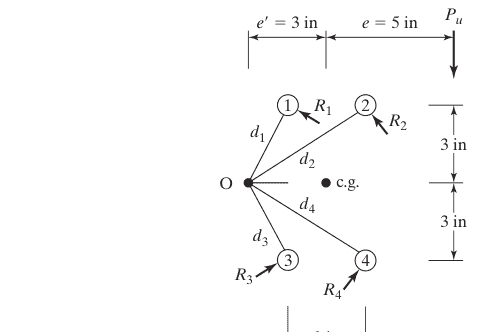 e′ = 3 in e = 5 in P_u
1 R_1 2 R_2
d_1
d_2
3 in
O c.g.
d_4
3 in
d_3
3 4
R_3 R_4